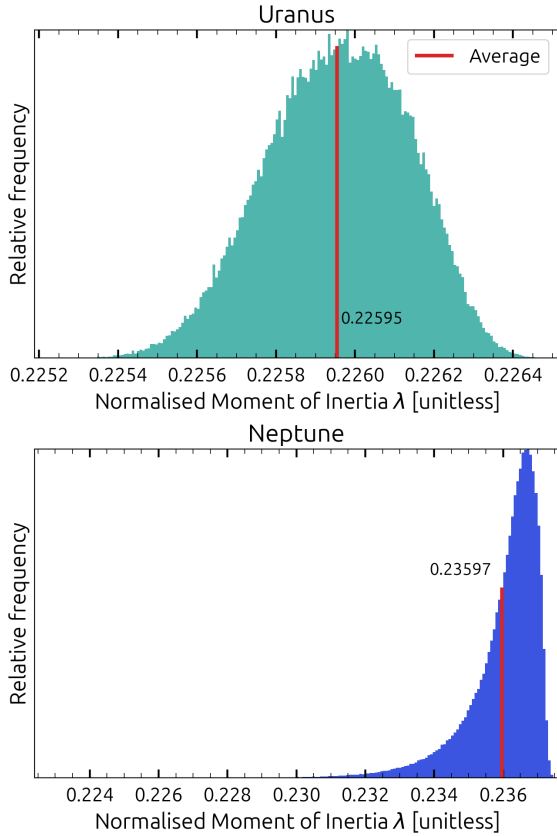 Uranus
Average
Relative frequency
0.22595
0.2252 0.2254 0.2256 0.2258 0.2260 0.2262 0.2264
Normalised Moment of Inertia λ [unitless]
Neptune
Relative frequency
0.23597
0.224 0.226 0.228 0.230 0.232 0.234 0.236
Normalised Moment of Inertia λ [unitless]